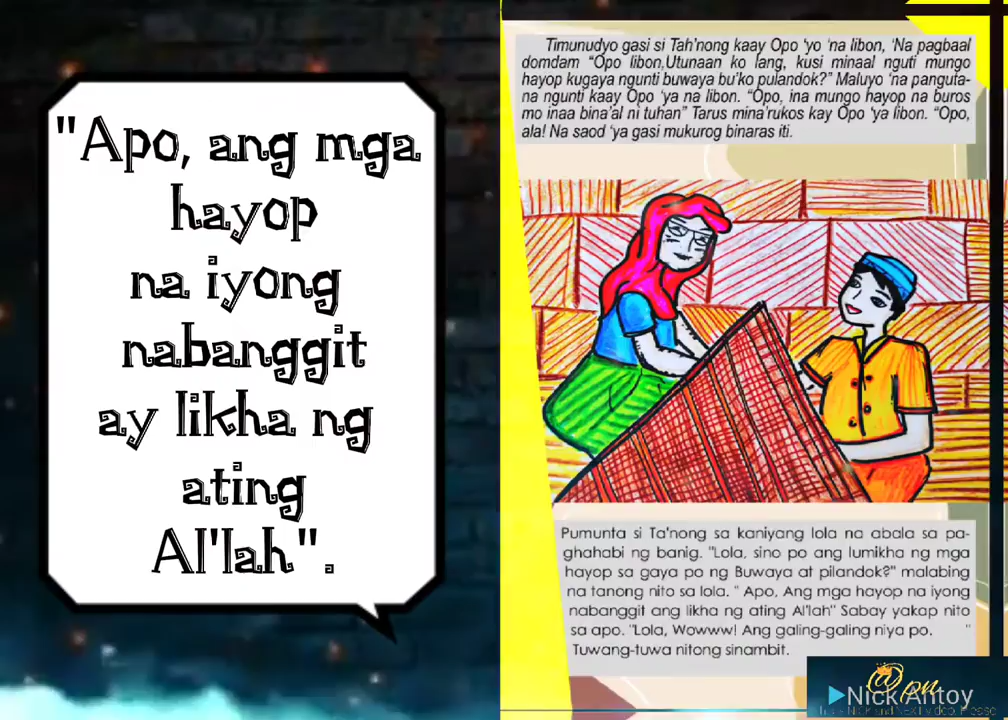 "Apo, ang mga
hayop
na iyong
nabanggit
ay likha ng
ating
Al'lah".
Timunudyo gasi si Tah'nong kaay Opo 'yo 'na libon, 'Na pagbaal
domdam "Opo libon,Utunaan ko lang, kusi minaal nguti mungo
hayop kugaya ngunti buwaya bu'ko pulandok?" Maluyo 'na panguta-
na ngunti kaay Opo 'ya na libon. "Opo, ina mungo hayop na buros
mo inaa bina'al ni tuhan" Tarus mina'rukos kay Opo 'ya libon. "Opo,
ala! Na saod 'ya gasi mukurog binaras iti.
Pumunta si Ta'nong sa kaniyang lola na abala sa pa-
ghahabi ng banig. "Lola, sino po ang lumikha ng mga
hayop sa gaya po ng Buwaya at pilandok?" malabing
na tanong nito sa lola. " Apo, Ang mga hayop na iyong
nabanggit ang likha ng ating Al'lah" Sabay yakap nito
sa apo. "Lola, Wowww! Ang galing-galing niya po. "
Tuwang-tuwa nitong sinambit.
Nick Antoy